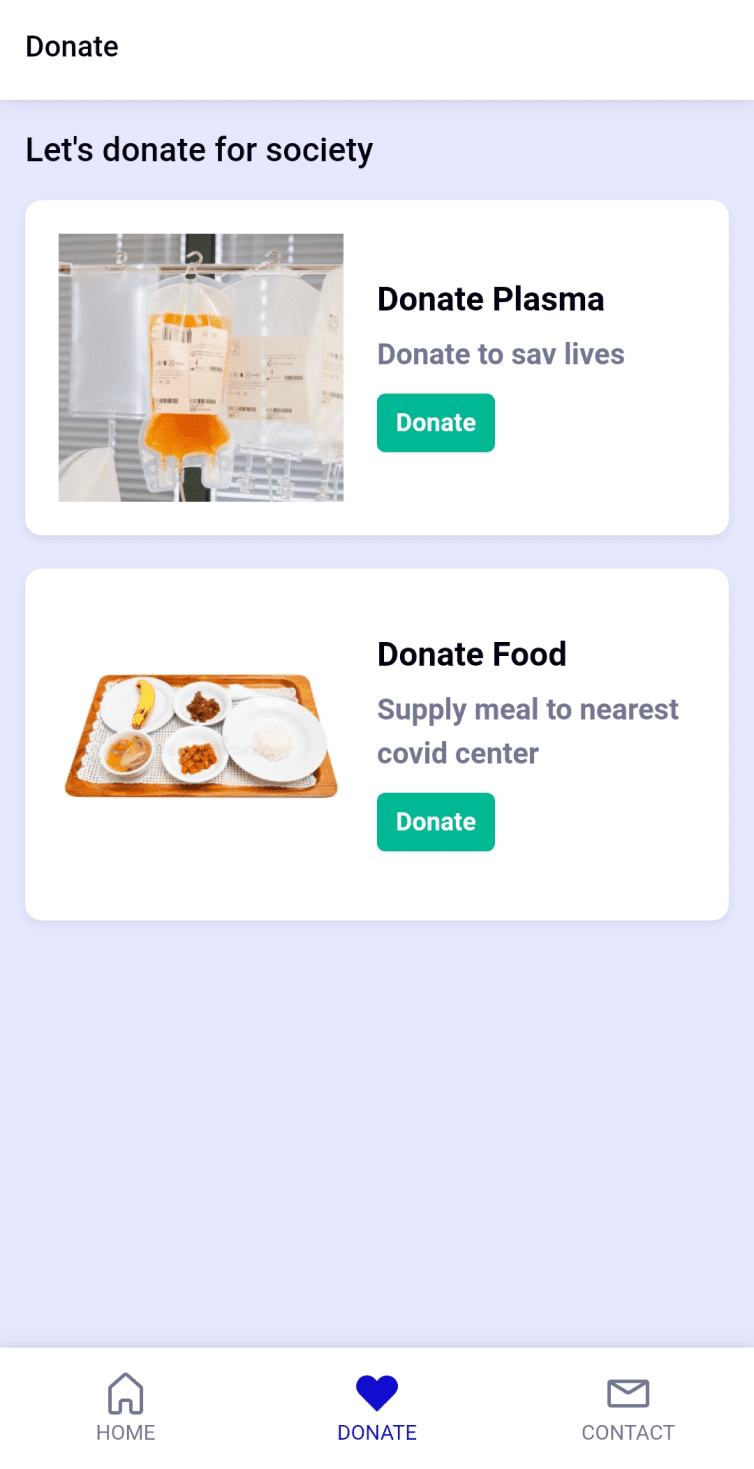 Donate
Let's donate for society
Donate Plasma
Donate to sav lives
Donate
Donate Food
Supply meal to nearest
covid center
Donate
HOME
DONATE
CONTACT